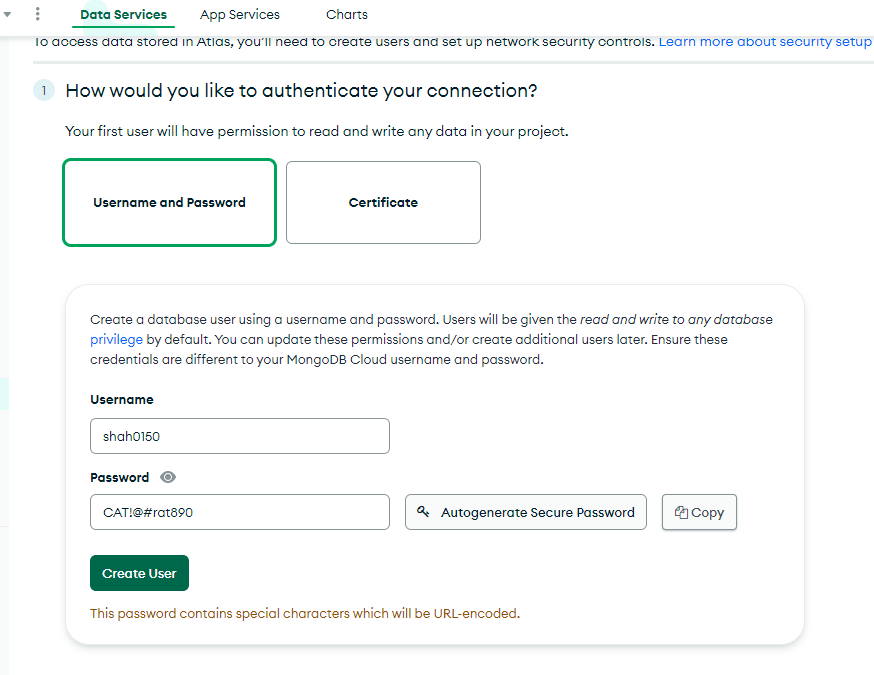 Data Services App Services Charts
To access data stored in Atlas, you'll need to create users and set up network security controls. Learn more about security setup
1 How would you like to authenticate your connection?
Your first user will have permission to read and write any data in your project.
Username and Password Certificate
Create a database user using a username and password. Users will be given the read and write to any database
privilege by default. You can update these permissions and/or create additional users later. Ensure these
credentials are different to your MongoDB Cloud username and password.
Username
shah0150
Password
CAT!@#rat890 Autogenerate Secure Password Copy
Create User
This password contains special characters which will be URL-encoded.